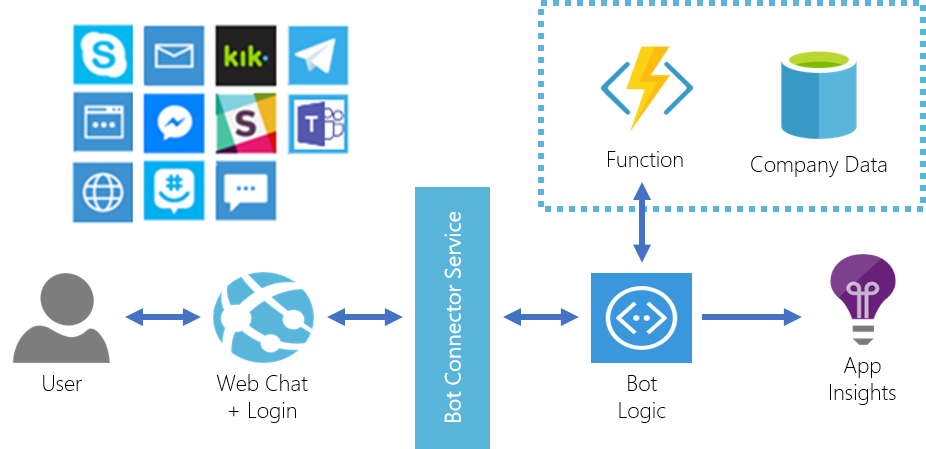 kik.
S
T
#
Function
Company Data
Bot Connector Service
User
Web Chat
+ Login
Bot
Logic
App
Insights